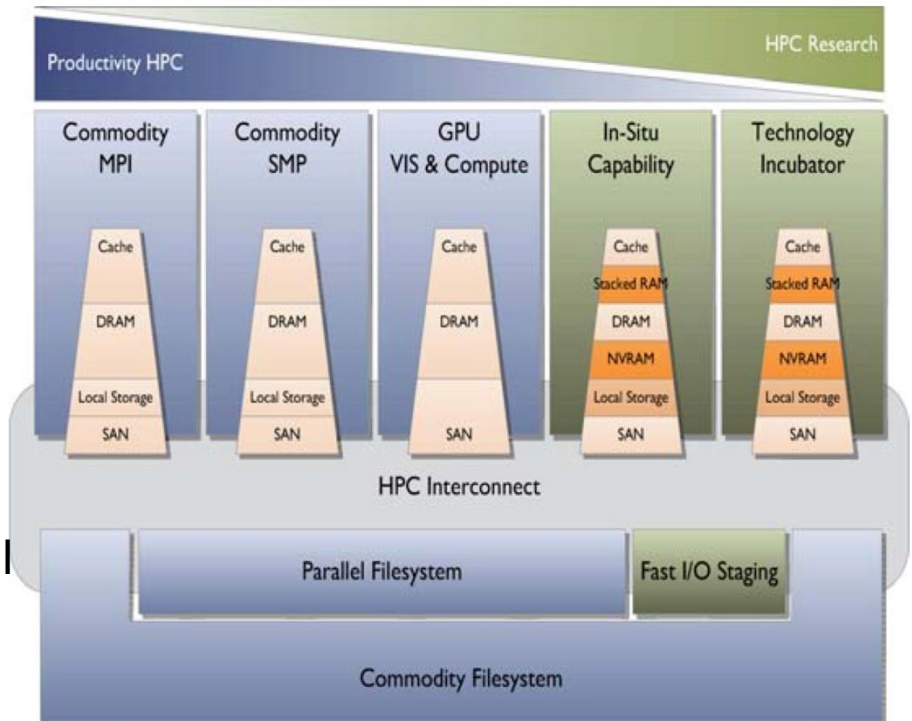 HPC Research
Productivity HPC
Commodity
MPI
Cache
DRAM
Local Storage
SAN
Commodity
SMP
Cache
DRAM
Local Storage
SAN
GPU
VIS & Compute
Cache
DRAM
SAN
In-Situ
Capability
Cache
Stacked RAM
DRAM
NVRAM
Local Storage
SAN
Technology
Incubator
Cache
Stacked RAM
DRAM
NVRAM
Local Storage
SAN
HPC Interconnect
Parallel Filesystem
Fast I/O Staging
Commodity Filesystem